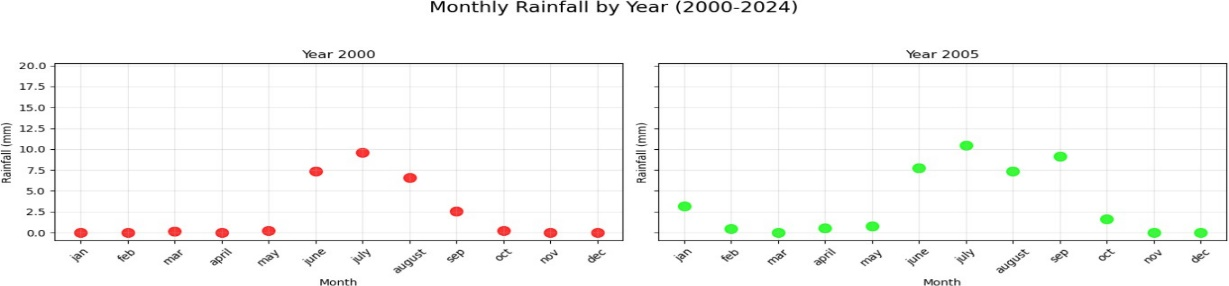 Monthly Rainfall by Year (2000-2024)
Year 2000
Rainfall (mm)
20.0
17.5
15.0
12.5
10.0
7.5
5.0
2.5
0.0
jan feb mar april may june july august sep oct nov dec
Month
Year 2005
Rainfall (mm)
jan feb mar april may june july august sep oct nov dec
Month